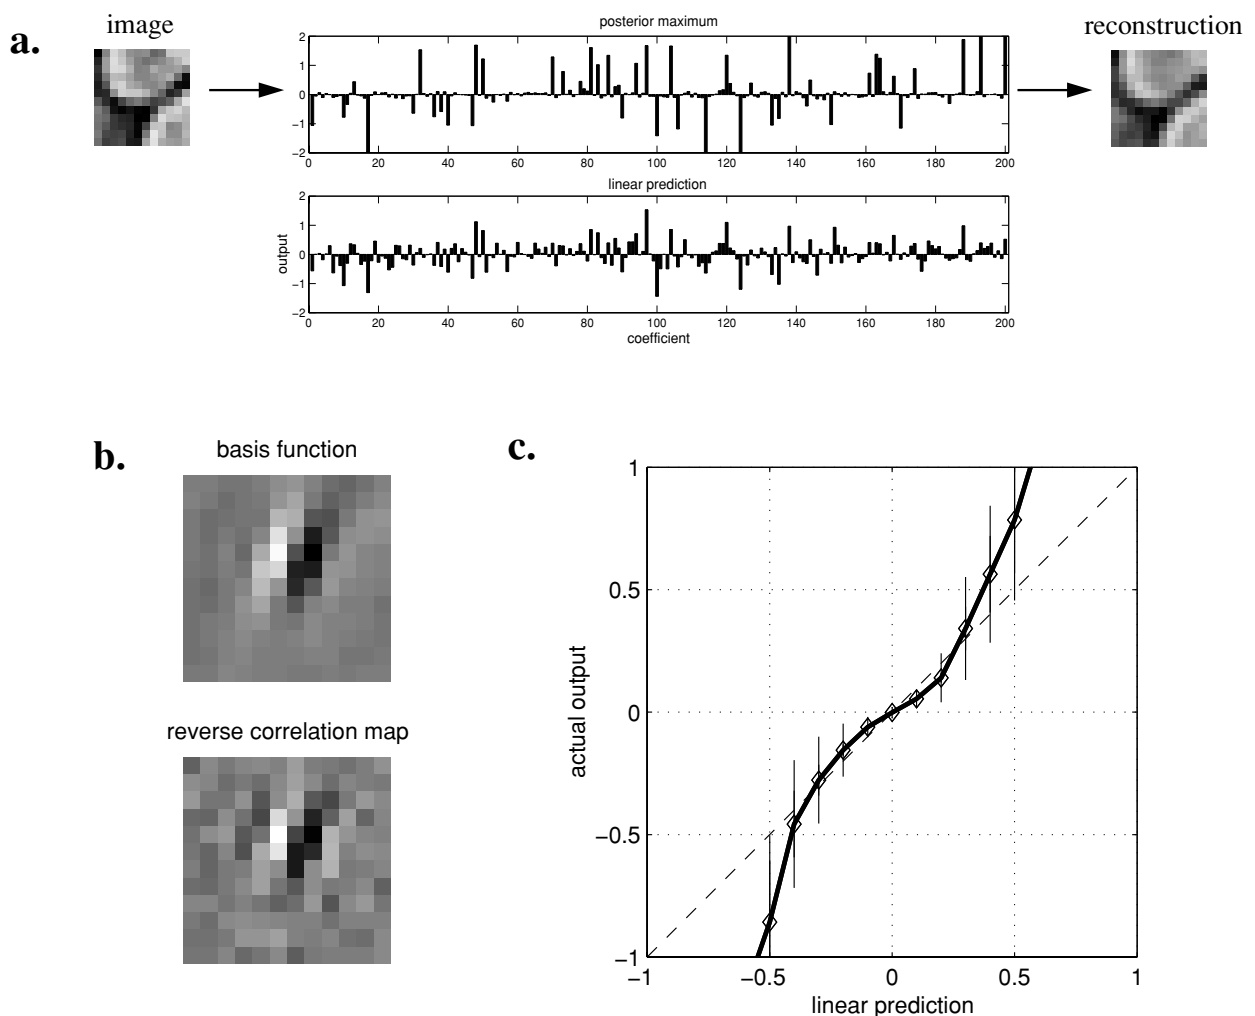 a.
image
posterior maximum
reconstruction
2
1
0
−1
−2
0 20 40 60 80 100 120 140 160 180 200
linear prediction
2
1
0
−1
−2
output
0 20 40 60 80 100 120 140 160 180 200
coefficient
b.
basis function
reverse correlation map
c.
1
0.5
0
−0.5
−1
actual output
−1 −0.5 0 0.5 1
linear prediction